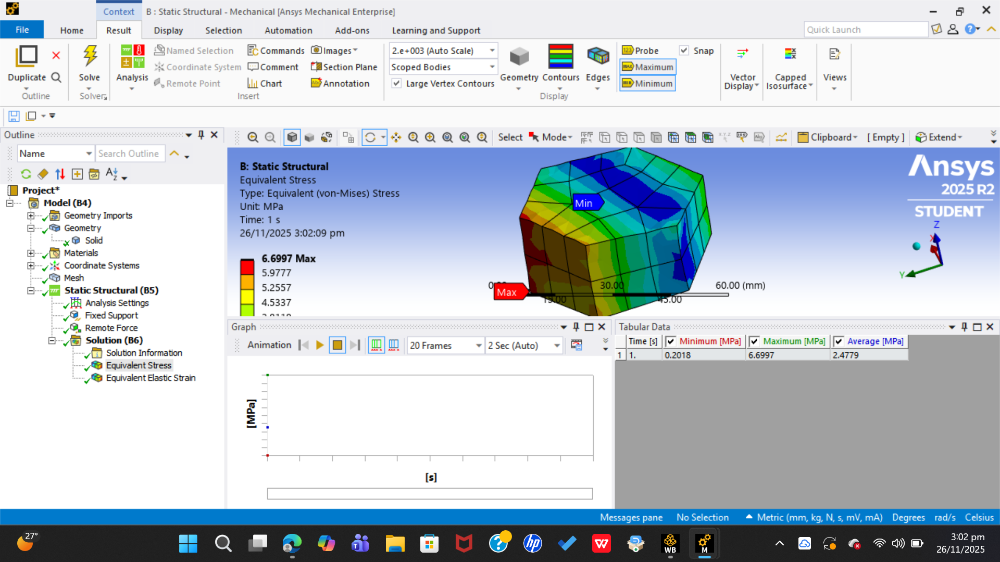 Context
B : Static Structural - Mechanical [Ansys Mechanical Enterprise]
File
Home
Result
Display
Selection
Automation
Add-ons
Learning and Support
Quick Launch
Duplicate
Outline
Solve
Solver
Analysis
Named Selection
Coordinate System
Remote Point
Commands
Comment
Chart
Images
Section Plane
Annotation
Insert
2.e+003 (Auto Scale)
Scoped Bodies
Large Vertex Contours
Geometry
Contours
Edges
Display
Probe
Maximum
Minimum
Snap
Vector
Display
Capped
Isosurface
Views
Outline
Name
Search Outline
Project*
Model (B4)
Geometry Imports
Geometry
Solid
Materials
Coordinate Systems
Mesh
Static Structural (B5)
Analysis Settings
Fixed Support
Remote Force
Solution (B6)
Solution Information
Equivalent Stress
Equivalent Elastic Strain
Select
Mode
Clipboard
[ Empty ]
Extend
B: Static Structural
Equivalent Stress
Type: Equivalent (von-Mises) Stress
Unit: MPa
Time: 1 s
26/11/2025 3:02:09 pm
6.6997 Max
5.9777
5.2557
4.5337
Min
Max
30.00
60.00 (mm)
15.00
45.00
Ansys
2025 R2
STUDENT
Z
X
Y
Graph
Animation
20 Frames
2 Sec (Auto)
[MPa]
[s]
Tabular Data
Time [s]
Minimum [MPa]
Maximum [MPa]
Average [MPa]
1
1.
0.2018
6.6997
2.4779
Messages pane
No Selection
Metric (mm, kg, N, s, mV, mA)
Degrees
rad/s
Celsius
27°
WB
M
3:02 pm
26/11/2025